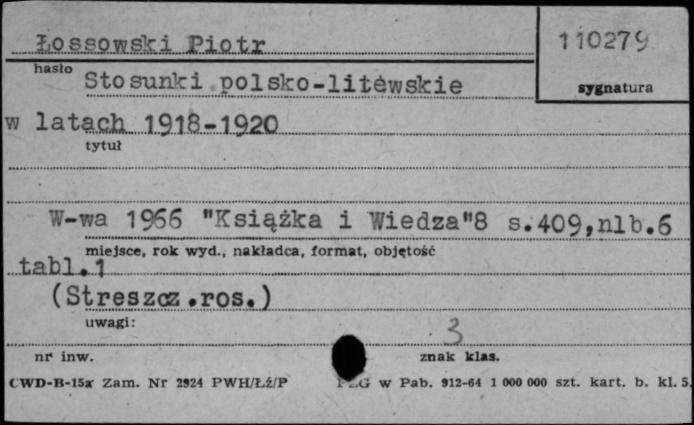 Łossowski Piotr
110279
hasło
sygnatura
Stosunki polsko-litewskie
w latach 1918-1920
tytuł
W-wa 1966 "Książka i Wiedza"8 s.409,nlb.6
miejsce, rok wyd., nakładca, format, objętość
tabl.1
(Streszcz.ros.)
uwagi:
3
nr inw.
znak klas.
CWD-B-15x Zam. Nr 2924 PWH/Łź/P
w Pab. 912-64 1 000 000 szt. kart. b. kl. 5.